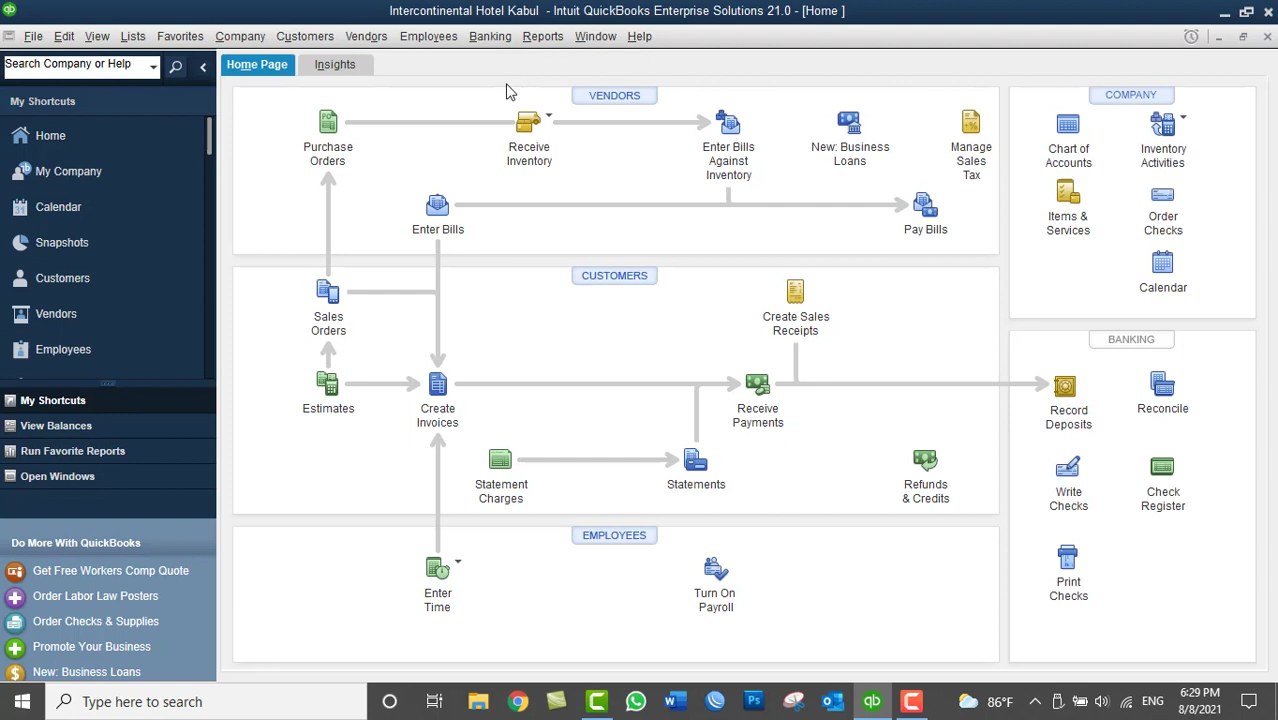 Intercontinental Hotel Kabul - Intuit QuickBooks Enterprise Solutions 21.0 - [Home ]
File Edit View Lists Favorites Company Customers Vendors Employees Banking Reports Window Help
Search Company or Help
Home Page
Insights
My Shortcuts
Home
My Company
Calendar
Snapshots
Customers
Vendors
Employees
My Shortcuts
View Balances
Run Favorite Reports
Open Windows
Do More With QuickBooks
Get Free Workers Comp Quote
Order Labor Law Posters
Order Checks & Supplies
Promote Your Business
New: Business Loans
VENDORS
Purchase
Orders
Receive
Inventory
Enter Bills
Against
Inventory
New: Business
Loans
Manage
Sales
Tax
Enter Bills
Pay Bills
CUSTOMERS
Sales
Orders
Create Sales
Receipts
Estimates
Create
Invoices
Receive
Payments
Statement
Charges
Statements
Refunds
& Credits
EMPLOYEES
Enter
Time
Turn On
Payroll
COMPANY
Chart of
Accounts
Inventory
Activities
Items &
Services
Order
Checks
Calendar
BANKING
Record
Deposits
Reconcile
Write
Checks
Check
Register
Print
Checks
Type here to search
86°F
ENG
6:29 PM
8/8/2021